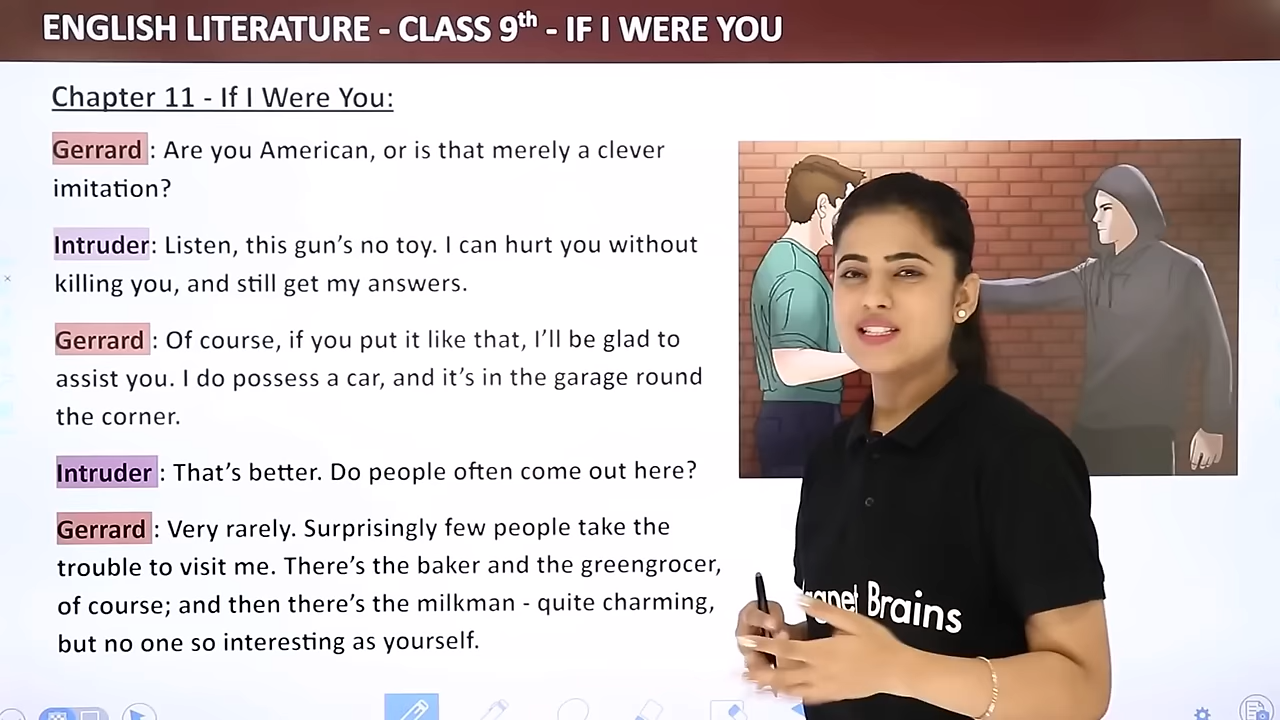 ENGLISH LITERATURE - CLASS 9th - IF I WERE YOU
Chapter 11 - If I Were You:
Gerrard : Are you American, or is that merely a clever
imitation?
Intruder: Listen, this gun’s no toy. I can hurt you without
killing you, and still get my answers.
Gerrard : Of course, if you put it like that, I’ll be glad to
assist you. I do possess a car, and it’s in the garage round
the corner.
Intruder : That’s better. Do people often come out here?
Gerrard : Very rarely. Surprisingly few people take the
trouble to visit me. There’s the baker and the greengrocer,
of course; and then there’s the milkman - quite charming,
but no one so interesting as yourself.
Brains